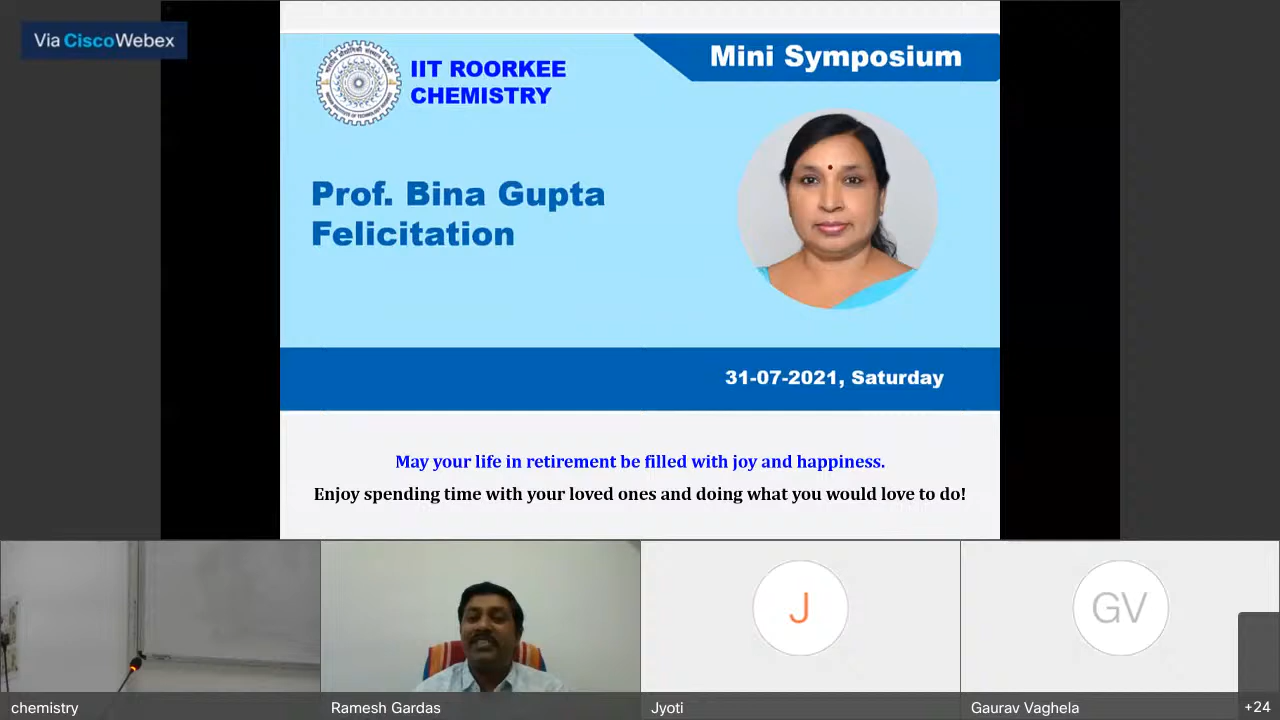 Via CiscoWebex
IIT ROORKEE
CHEMISTRY
Mini Symposium
Prof. Bina Gupta
Felicitation
31-07-2021, Saturday
May your life in retirement be filled with joy and happiness.
Enjoy spending time with your loved ones and doing what you would love to do!
J
GV
chemistry
Ramesh Gardas
Jyoti
Gaurav Vaghela
+24